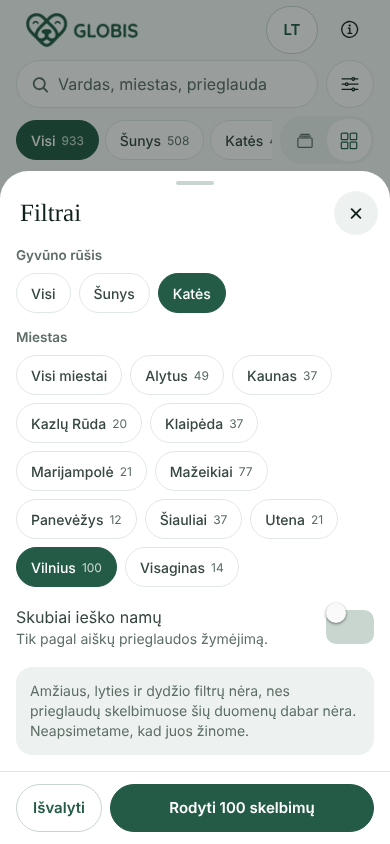 GLOBIS
LT
Vardas, miestas, prieglauda
Visi 933
Šunys 508
Katės
Filtrai
Gyvūno rūšis
Visi
Šunys
Katės
Miestas
Visi miestai
Alytus 49
Kaunas 37
Kazlų Rūda 20
Klaipėda 37
Marijampolė 21
Mažeikiai 77
Panevėžys 12
Šiauliai 37
Utena 21
Vilnius 100
Visaginas 14
Skubiai ieško namų
Tik pagal aiškų prieglaudos žymėjimą.
Amžiaus, lyties ir dydžio filtrų nėra, nes
prieglaudų skelbimuose šių duomenų dabar nėra.
Neapsimetame, kad juos žinome.
Išvalyti
Rodyti 100 skelbimų